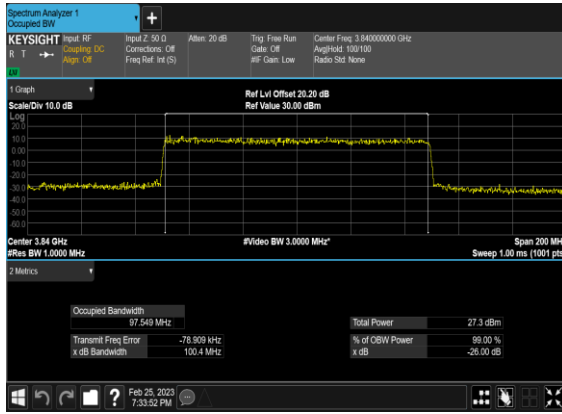 Spectrum Analyzer 1
Occupied BW
+
KEYSIGHT
R T
LXI
Input: RF
Coupling: DC
Align: Off
Input Z: 50 Ω
Corrections: Off
Freq Ref: Int (S)
Atten: 20 dB
Trig: Free Run
Gate: Off
#IF Gain: Low
Center Freq: 3.840000000 GHz
Avg|Hold: 100/100
Radio Std: None
1 Graph
Scale/Div 10.0 dB
Ref Lvl Offset 20.20 dB
Ref Value 30.00 dBm
Log
20.0
10.0
0.00
-10.0
-20.0
-30.0
-40.0
-50.0
-60.0
Center 3.84 GHz
#Res BW 1.0000 MHz
#Video BW 3.0000 MHz*
Span 200 MH
Sweep 1.00 ms (1001 pts
2 Metrics
Occupied Bandwidth
97.549 MHz
Transmit Freq Error -78.909 kHz
x dB Bandwidth 100.4 MHz
Total Power 27.3 dBm
% of OBW Power 99.00 %
x dB -26.00 dB
?
Feb 25, 2023
7:33:52 PM